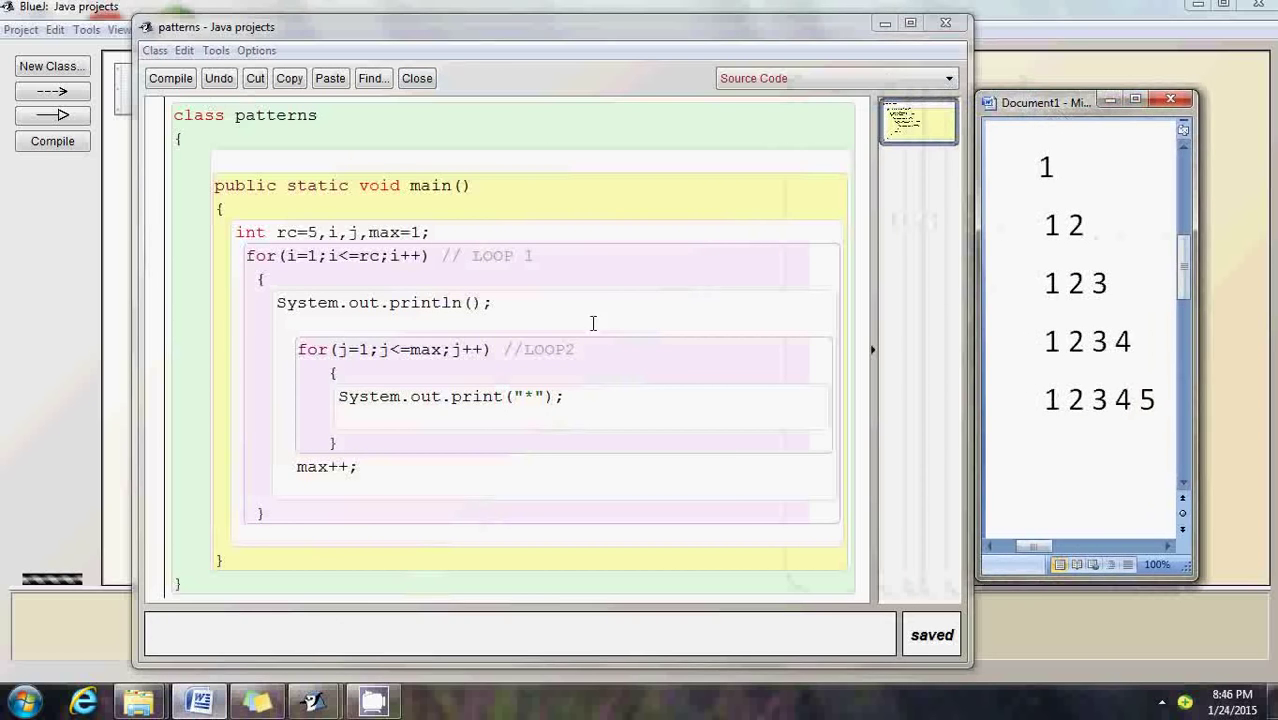 BlueJ: Java projects
Project Edit Tools View
New Class...
Compile
patterns - Java projects
Class Edit Tools Options
Compile Undo Cut Copy Paste Find... Close
Source Code
class patterns
{
public static void main()
{
int rc=5,i,j,max=1;
for(i=1;i<=rc;i++) // LOOP 1
{
System.out.println();
for(j=1;j<=max;j++) //LOOP2
{
System.out.print("*");
}
max++;
}
}
}
saved
Document1 - Mi...
1
1 2
1 2 3
1 2 3 4
1 2 3 4 5
100%
8:46 PM
1/24/2015